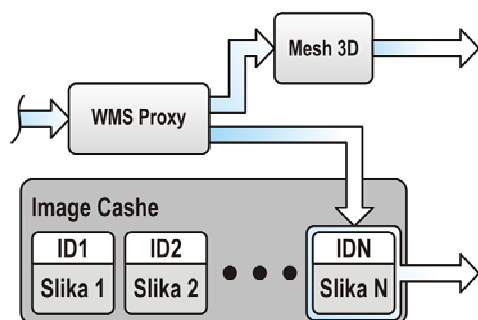 Mesh 3D
WMS Proxy
Image Cashe
ID1
Slika 1
ID2
Slika 2
IDN
Slika N